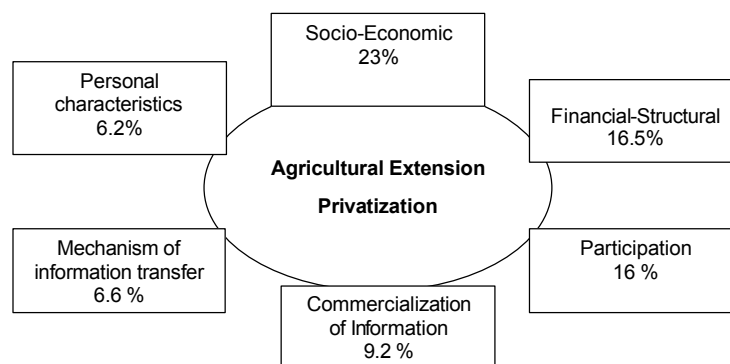 Socio-Economic
23%
Personal
characteristics
6.2%
Financial-Structural
16.5%
Agricultural Extension
Privatization
Mechanism of
information transfer
6.6 %
Participation
16 %
Commercialization
of Information
9.2 %